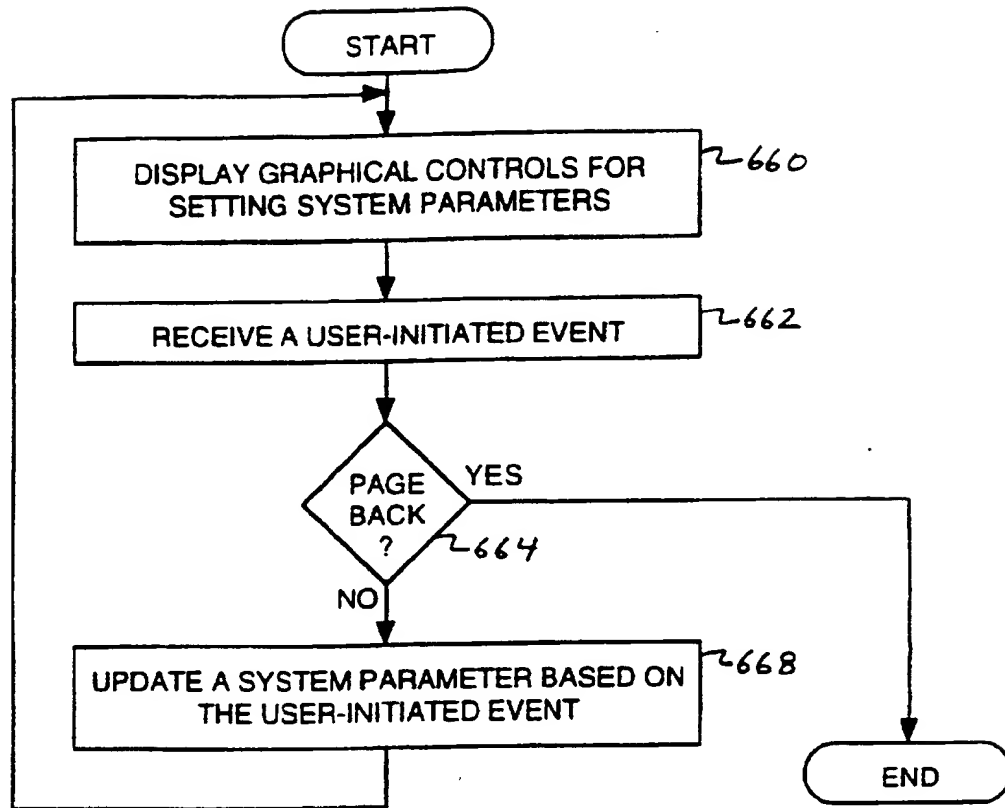 START
DISPLAY GRAPHICAL CONTROLS FOR
SETTING SYSTEM PARAMETERS
660
RECEIVE A USER-INITIATED EVENT
662
PAGE
BACK
?
YES
664
NO
UPDATE A SYSTEM PARAMETER BASED ON
THE USER-INITIATED EVENT
668
END